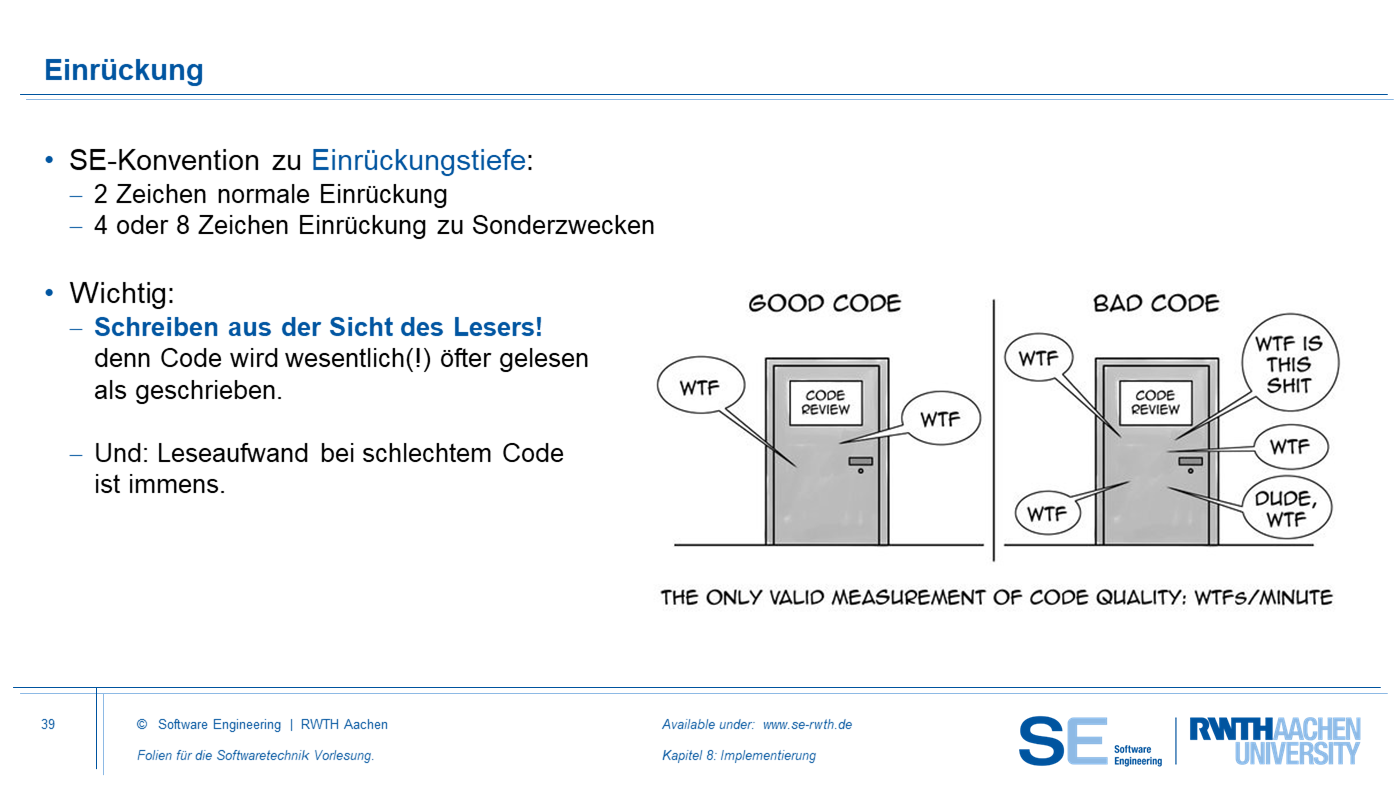 Einrückung
• SE-Konvention zu Einrückungstiefe:
– 2 Zeichen normale Einrückung
– 4 oder 8 Zeichen Einrückung zu Sonderzwecken
• Wichtig:
– Schreiben aus der Sicht des Lesers!
denn Code wird wesentlich(!) öfter gelesen
als geschrieben.
– Und: Leseaufwand bei schlechtem Code
ist immens.
GOOD CODE
WTF
CODE
REVIEW
WTF
BAD CODE
WTF
CODE
REVIEW
WTF IS
THIS
SHIT
WTF
WTF
DUDE,
WTF
THE ONLY VALID MEASUREMENT OF CODE QUALITY: WTFs/MINUTE
39
© Software Engineering | RWTH Aachen
Folien für die Softwaretechnik Vorlesung.
Available under: www.se-rwth.de
Kapitel 8: Implementierung
SE Software
Engineering
RWTHAACHEN
UNIVERSITY